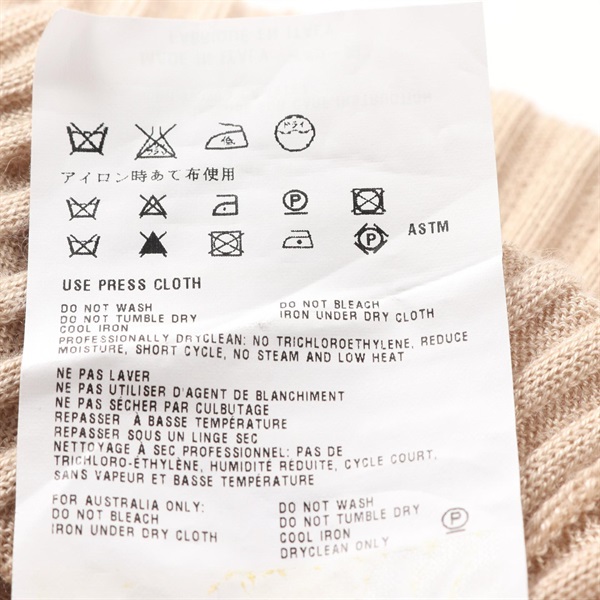 アイロン時あて布使用
P
P
ASTM
USE PRESS CLOTH
DO NOT WASH
DO NOT BLEACH
DO NOT TUMBLE DRY
IRON UNDER DRY CLOTH
COOL IRON
PROFESSIONALLY DRYCLEAN: NO TRICHLOROETHYLENE, REDUCE
MOISTURE, SHORT CYCLE, NO STEAM AND LOW HEAT
NE PAS LAVER
NE PAS UTILISER D'AGENT DE BLANCHIMENT
NE PAS SÉCHER PAR CULBUTAGE
REPASSER À BASSE TEMPÉRATURE
REPASSER SOUS UN LINGE SEC
NETTOYAGE À SEC PROFESSIONNEL: PAS DE
TRICHLORO-ÉTHYLÈNE, HUMIDITÉ RÉDUITE, CYCLE COURT,
SANS VAPEUR ET BASSE TEMPÉRATURE
FOR AUSTRALIA ONLY:
DO NOT WASH
DO NOT BLEACH
DO NOT TUMBLE DRY
IRON UNDER DRY CLOTH
COOL IRON
DRYCLEAN ONLY
P